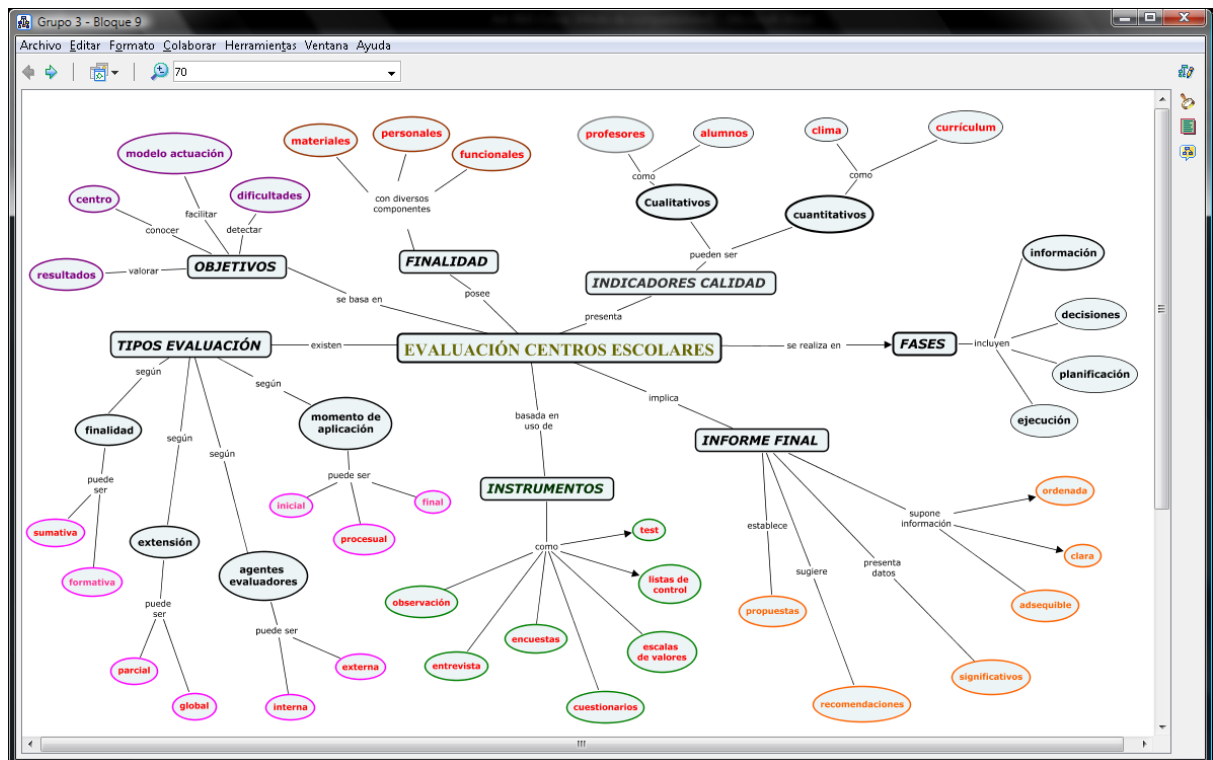 Grupo 3 - Bloque 9
Archivo Editar Formato Colaborar Herramientas Ventana Ayuda
70
modelo actuación
centro
dificultades
facilitar
conocer
detectar
resultados
valorar
OBJETIVOS
materiales
personales
funcionales
con diversos
componentes
FINALIDAD
profesores
alumnos
como
Cualitativos
clima
currículum
como
cuantitativos
pueden ser
INDICADORES CALIDAD
se basa en
posee
presenta
EVALUACIÓN CENTROS ESCOLARES
existen
TIPOS EVALUACIÓN
se realiza en
FASES
incluyen
información
decisiones
planificación
ejecución
según
según
según
según
finalidad
puede
ser
sumativa
formativa
extensión
puede
ser
parcial
global
agentes
evaluadores
puede ser
interna
externa
momento de
aplicación
puede ser
inicial
procesual
final
basada en
uso de
INSTRUMENTOS
como
test
listas de
control
escalas
de valores
cuestionarios
encuestas
entrevista
observación
implica
INFORME FINAL
establece
propuestas
sugiere
recomendaciones
presenta
datos
significativos
supone
información
ordenada
clara
adsequible